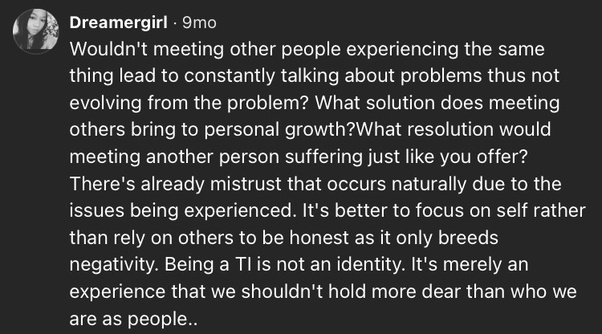 Dreamergirl · 9mo
Wouldn't meeting other people experiencing the same
thing lead to constantly talking about problems thus not
evolving from the problem? What solution does meeting
others bring to personal growth?What resolution would
meeting another person suffering just like you offer?
There's already mistrust that occurs naturally due to the
issues being experienced. It's better to focus on self rather
than rely on others to be honest as it only breeds
negativity. Being a TI is not an identity. It's merely an
experience that we shouldn't hold more dear than who we
are as people..